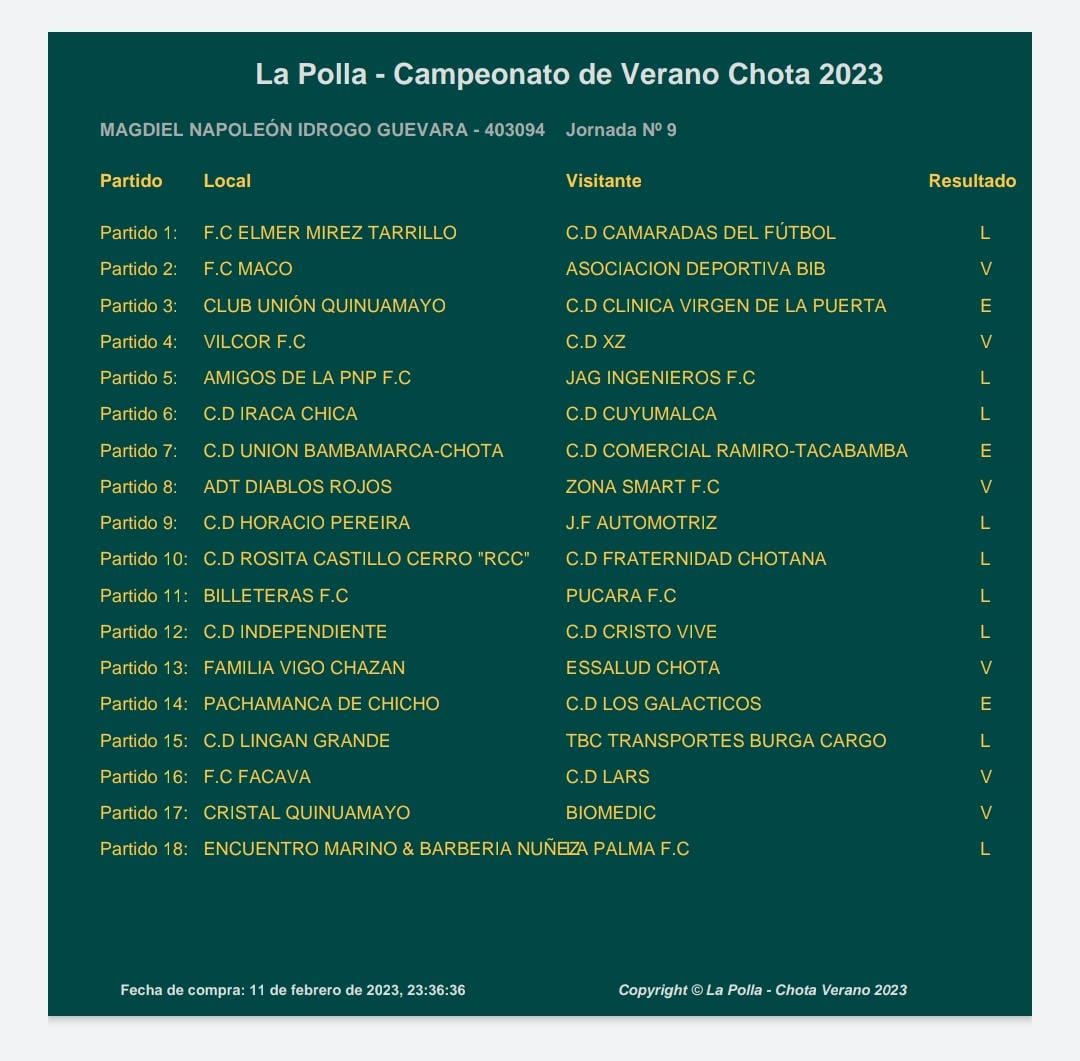 La Polla - Campeonato de Verano Chota 2023
MAGDIEL NAPOLEÓN IDROGO GUEVARA - 403094 Jornada Nº 9
Partido Local Visitante Resultado
Partido 1: F.C ELMER MIREZ TARRILLO C.D CAMARADAS DEL FÚTBOL L
Partido 2: F.C MACO ASOCIACION DEPORTIVA BIB V
Partido 3: CLUB UNIÓN QUINUAMAYO C.D CLINICA VIRGEN DE LA PUERTA E
Partido 4: VILCOR F.C C.D XZ V
Partido 5: AMIGOS DE LA PNP F.C JAG INGENIEROS F.C L
Partido 6: C.D IRACA CHICA C.D CUYUMALCA L
Partido 7: C.D UNION BAMBAMARCA-CHOTA C.D COMERCIAL RAMIRO-TACABAMBA E
Partido 8: ADT DIABLOS ROJOS ZONA SMART F.C V
Partido 9: C.D HORACIO PEREIRA J.F AUTOMOTRIZ L
Partido 10: C.D ROSITA CASTILLO CERRO "RCC" C.D FRATERNIDAD CHOTANA L
Partido 11: BILLETERAS F.C PUCARA F.C L
Partido 12: C.D INDEPENDIENTE C.D CRISTO VIVE L
Partido 13: FAMILIA VIGO CHAZAN ESSALUD CHOTA V
Partido 14: PACHAMANCA DE CHICHO C.D LOS GALACTICOS E
Partido 15: C.D LINGAN GRANDE TBC TRANSPORTES BURGA CARGO L
Partido 16: F.C FACAVA C.D LARS V
Partido 17: CRISTAL QUINUAMAYO BIOMEDIC V
Partido 18: ENCUENTRO MARINO & BARBERIA NUÑEZ LA PALMA F.C L
Fecha de compra: 11 de febrero de 2023, 23:36:36 Copyright © La Polla - Chota Verano 2023